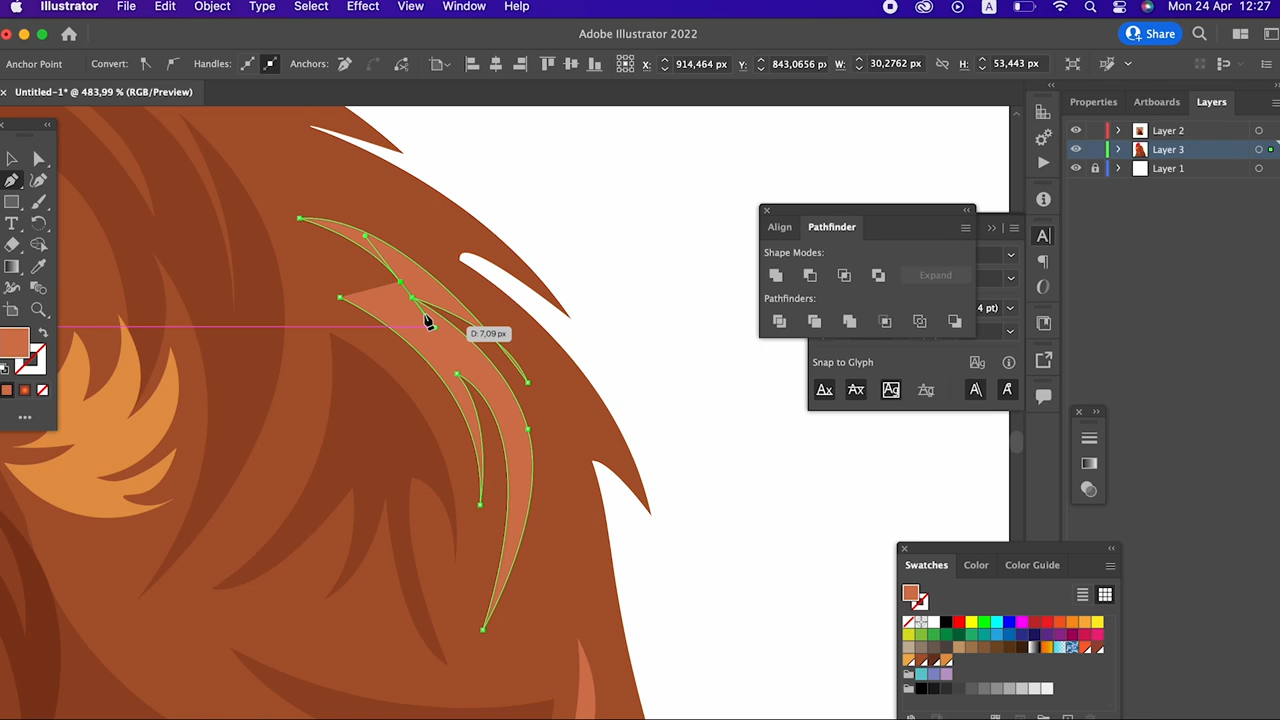 Illustrator File Edit Object Type Select Effect View Window Help A Mon 24 Apr 12:27
Adobe Illustrator 2022
Share
Anchor Point Convert: Handles: Anchors: X: 914,464 px Y: 843,0656 px W: 30,2762 px H: 53,443 px
Untitled-1* @ 483,99 % (RGB/Preview)
Properties Artboards Layers
Layer 2
Layer 3
Layer 1
Align Pathfinder
Shape Modes:
Expand
Pathfinders:
4 pt)
D: 7,09 px
Snap to Glyph
Swatches Color Color Guide